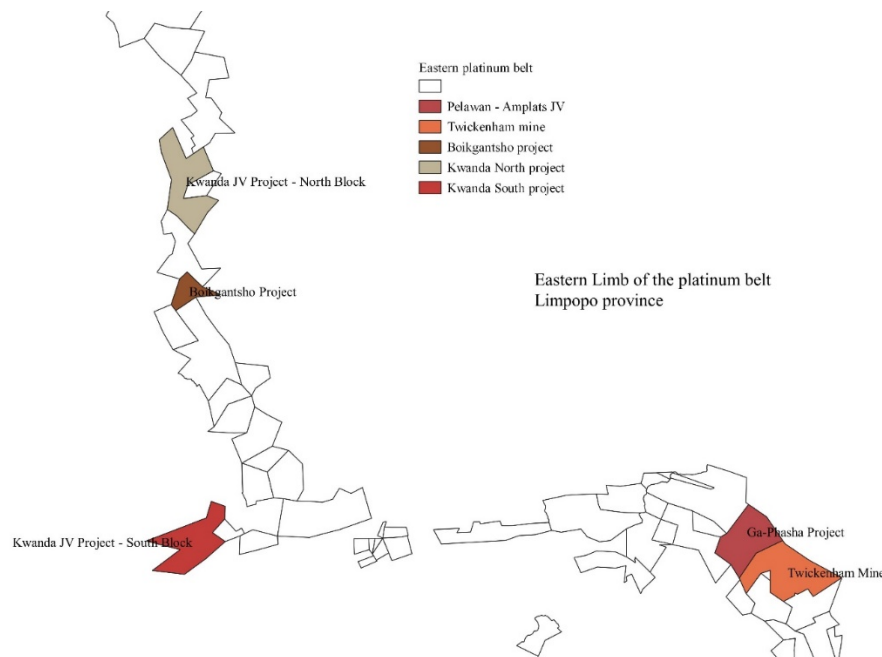 Eastern platinum belt
Pelawan - Amplats JV
Twickenham mine
Boikgantsho project
Kwanda North project
Kwanda South project
Kwanda JV Project - North Block
Eastern Limb of the platinum belt
Limpopo province
Boikgantsho Project
Ga-Phasha Project
Kwanda JV Project - South Block
Twickenham Mine